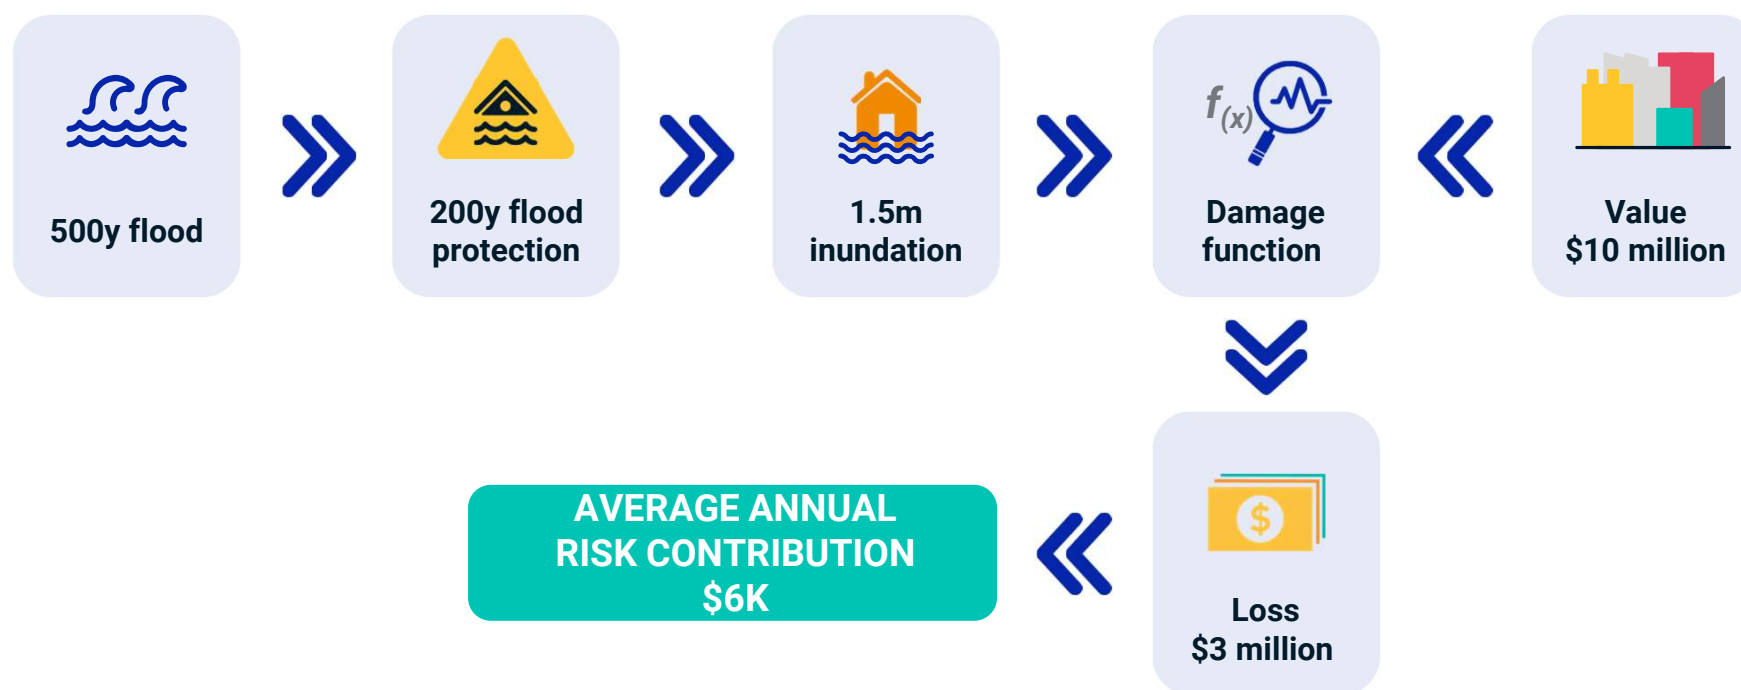 500y flood
200y flood
protection
1.5m
inundation
f(x)
Damage
function
Value
$10 million
$
Loss
$3 million
AVERAGE ANNUAL
RISK CONTRIBUTION
$6K